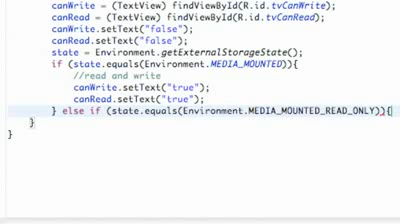 canWrite = (TextView) findViewById(R.id.tvCanWrite);
canRead = (TextView) findViewById(R.id.tvCanRead);
canWrite.setText("false");
canRead.setText("false");
state = Environment.getExternalStorageState();
if (state.equals(Environment.MEDIA_MOUNTED)){
//read and write
canWrite.setText("true");
canRead.setText("true");
} else if (state.equals(Environment.MEDIA_MOUNTED_READ_ONLY)){
}
}